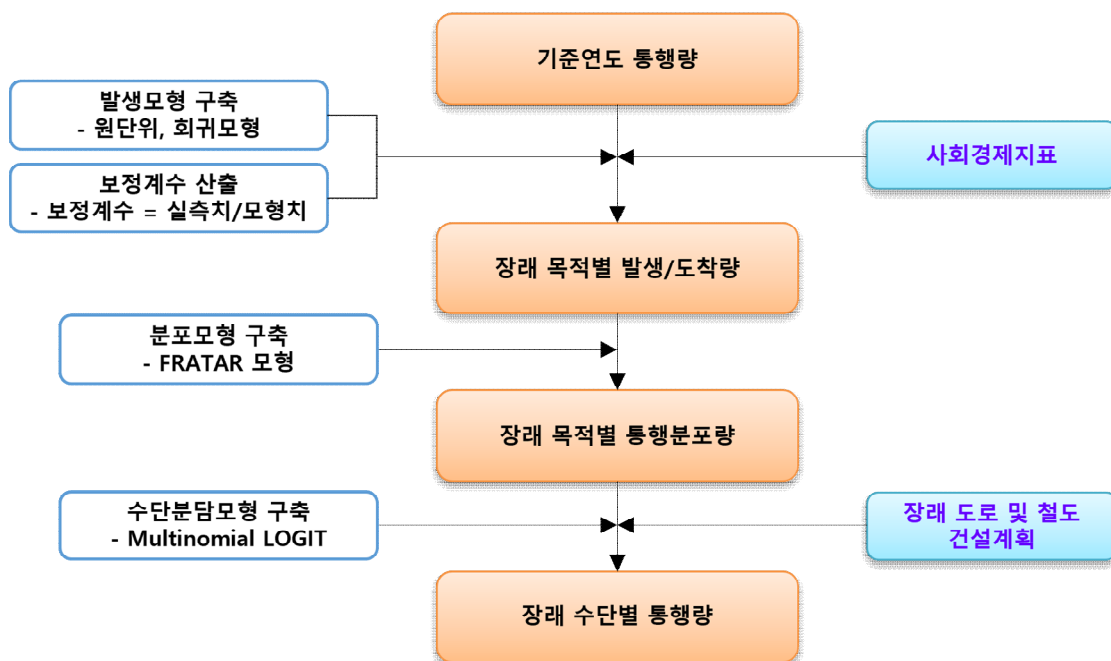 기준연도 통행량
발생모형 구축
- 원단위, 회귀모형
사회경제지표
보정계수 산출
- 보정계수 = 실측치/모형치
장래 목적별 발생/도착량
분포모형 구축
- FRATAR 모형
장래 목적별 통행분포량
수단분담모형 구축
- Multinomial LOGIT
장래 도로 및 철도
건설계획
장래 수단별 통행량